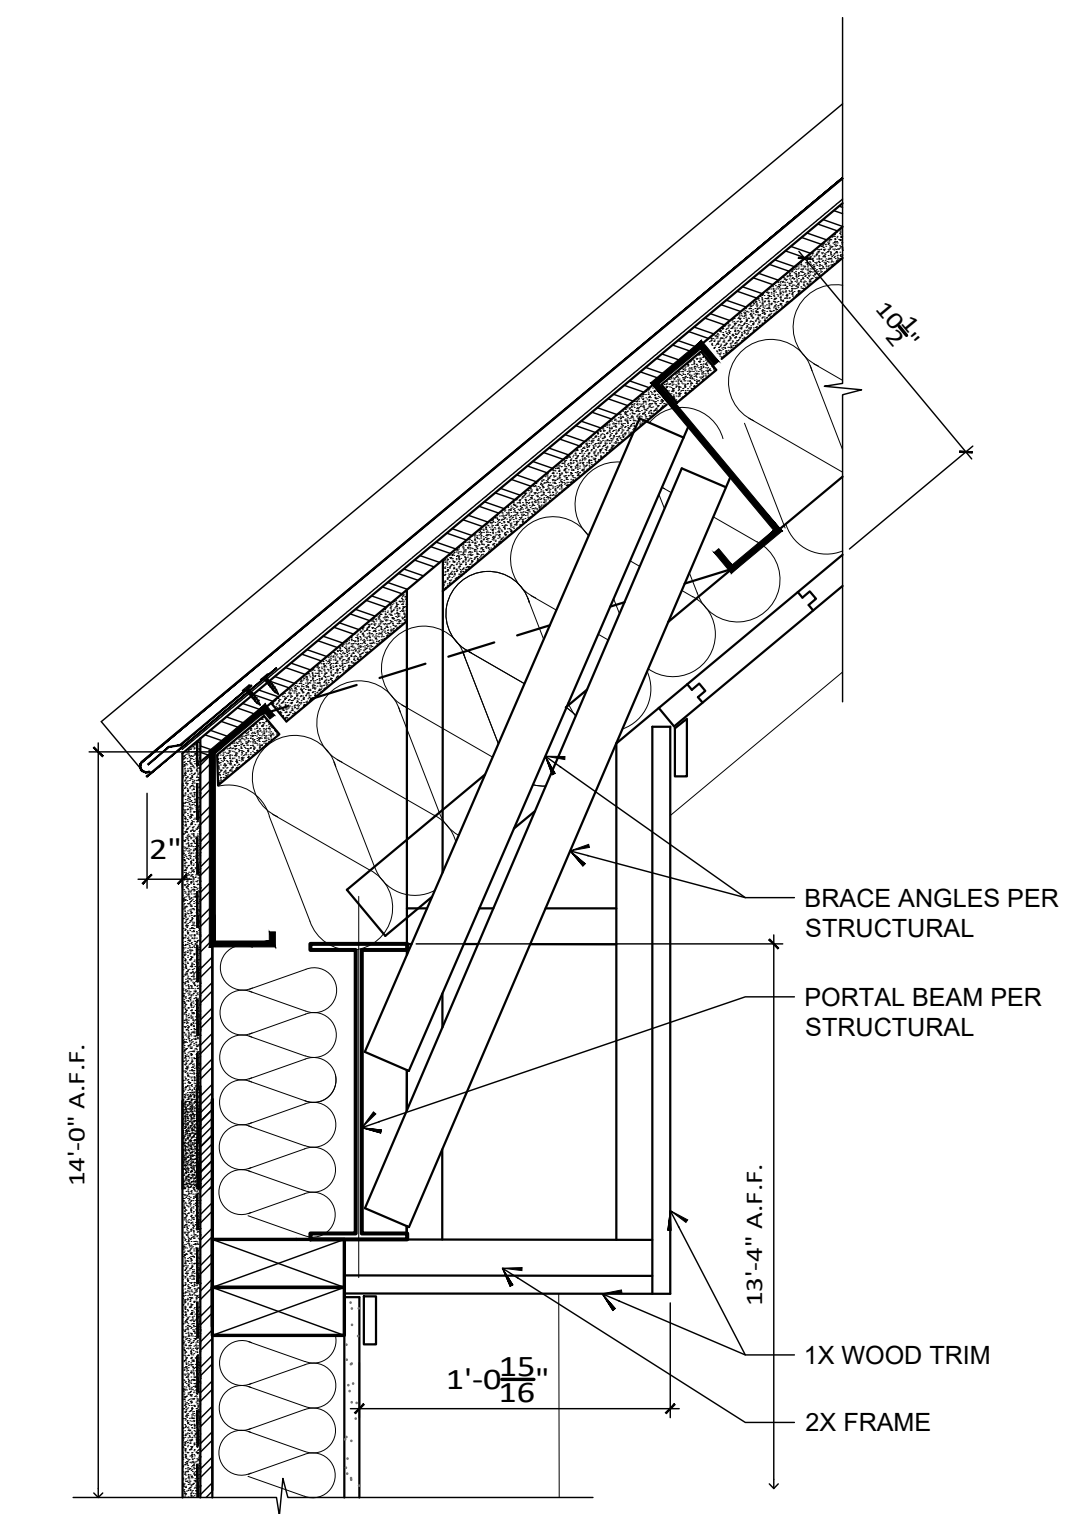 10 1/2"
2"
BRACE ANGLES PER
STRUCTURAL
PORTAL BEAM PER
STRUCTURAL
14'-0" A.F.F.
13'-4" A.F.F.
1'-0 15/16"
1X WOOD TRIM
2X FRAME